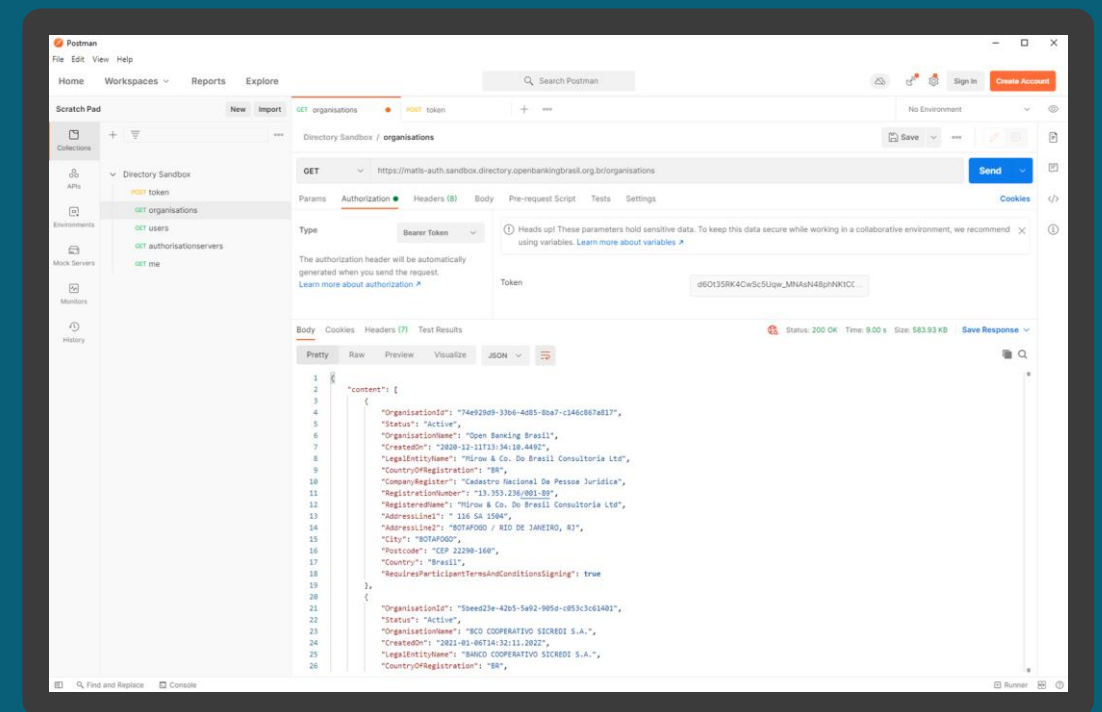 Postman
File Edit View Help
Home Workspaces Reports Explore
Search Postman
Sign In Create Account
Scratch Pad New Import
GET organisations POST token
No Environment
Collections
APIs
Environments
Mock Servers
Monitors
History
Directory Sandbox
POST token
GET organisations
GET users
GET authorisationservers
GET me
Directory Sandbox / organisations
Save
GET https://matls-auth.sandbox.directory.openbankingbrasil.org.br/organisations
Send
Params Authorization Headers (8) Body Pre-request Script Tests Settings Cookies
Type Bearer Token
Heads up! These parameters hold sensitive data. To keep this data secure while working in a collaborative environment, we recommend
using variables. Learn more about variables ↗
The authorization header will be automatically
generated when you send the request.
Learn more about authorization ↗
Token d6Ot35RK4CwSc5Uqw_MNAsN48phNKtC(...
Body Cookies Headers (7) Test Results
Status: 200 OK Time: 9.00 s Size: 583.93 KB Save Response
Pretty Raw Preview Visualize JSON
1 {
2 "content": [
3 {
4 "OrganisationId": "74e929d9-33b6-4d85-8ba7-c146c867a817",
5 "Status": "Active",
6 "OrganisationName": "Open Banking Brasil",
7 "CreatedOn": "2020-12-11T13:34:10.449Z",
8 "LegalEntityName": "Mirow & Co. Do Brasil Consultoria Ltd",
9 "CountryOfRegistration": "BR",
10 "CompanyRegister": "Cadastro Nacional Da Pessoa Jurídica",
11 "RegistrationNumber": "13.353.236/001-89",
12 "RegisteredName": "Mirow & Co. Do Brasil Consultoria Ltd",
13 "AddressLine1": " 116 SA 1504",
14 "AddressLine2": "BOTAFOGO / RIO DE JANEIRO, RJ",
15 "City": "BOTAFOGO",
16 "Postcode": "CEP 22290-160",
17 "Country": "Brasil",
18 "RequiresParticipantTermsAndConditionsSigning": true
19 },
20 {
21 "OrganisationId": "5beed23e-42b5-5a92-905d-c053c3c61401",
22 "Status": "Active",
23 "OrganisationName": "BCO COOPERATIVO SICREDI S.A.",
24 "CreatedOn": "2021-01-06T14:32:11.202Z",
25 "LegalEntityName": "BANCO COOPERATIVO SICREDI S.A.",
26 "CountryOfRegistration": "BR",
Find and Replace Console
Runner